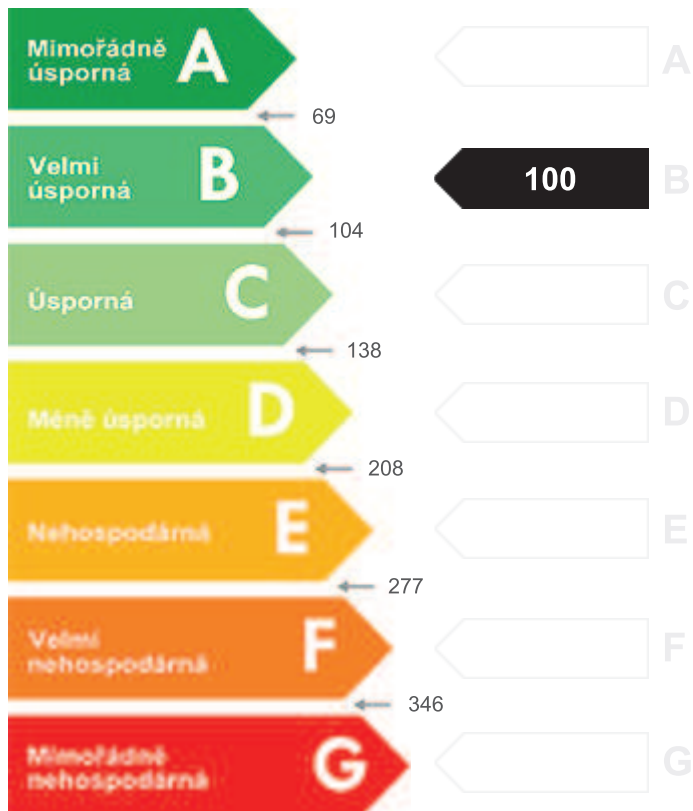 Mimořádně
úsporná
A
A
69
Velmi
úsporná
B
100
B
104
Úsporná
C
C
138
Méně úsporná
D
D
208
Nehospodárná
E
E
277
Velmi
nehospodárná
F
F
346
Mimořádně
nehospodárná
G
G